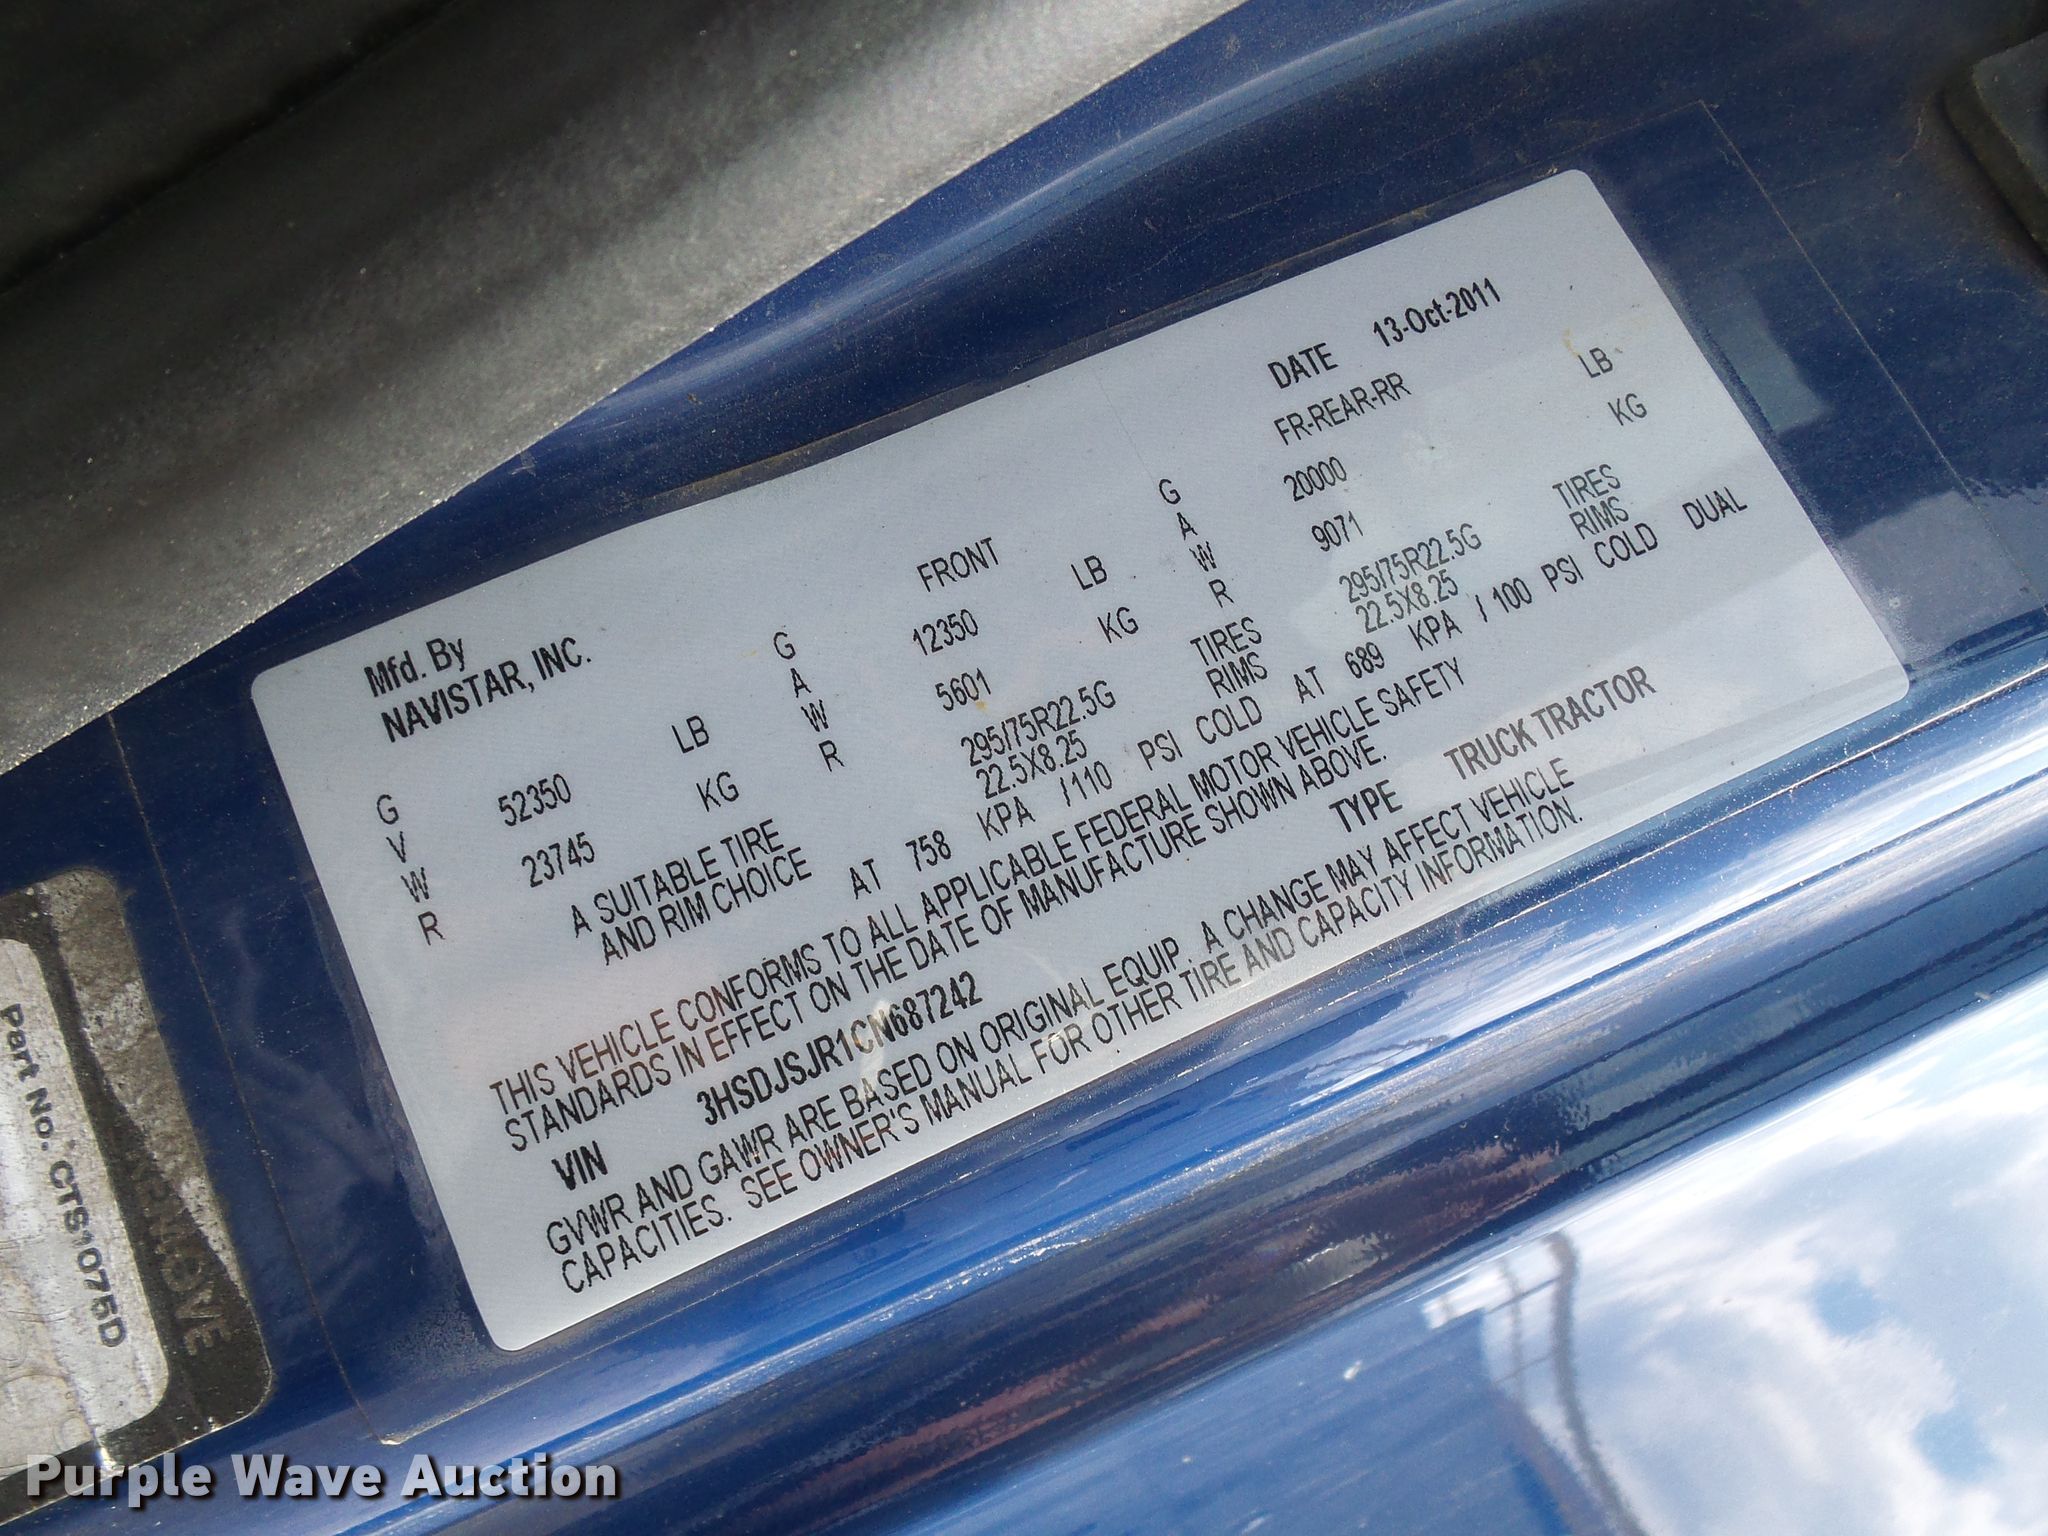 Mfd. By
NAVISTAR, INC.
DATE 13-Oct-2011
FRONT FR-REAR-RR
G V W R 52350 LB G A W R 12350 LB G A W R 20000 LB
23745 KG 5601 KG 9071 KG
A SUITABLE TIRE 295/75R22.5G TIRES 295/75R22.5G TIRES
AND RIM CHOICE 22.5X8.25 RIMS 22.5X8.25 RIMS
AT 758 KPA /110 PSI COLD AT 689 KPA / 100 PSI COLD DUAL
THIS VEHICLE CONFORMS TO ALL APPLICABLE FEDERAL MOTOR VEHICLE SAFETY
STANDARDS IN EFFECT ON THE DATE OF MANUFACTURE SHOWN ABOVE.
VIN 3HSDJSJR1CN687242 TYPE TRUCK TRACTOR
GVWR AND GAWR ARE BASED ON ORIGINAL EQUIP. A CHANGE MAY AFFECT VEHICLE
CAPACITIES. SEE OWNER'S MANUAL FOR OTHER TIRE AND CAPACITY INFORMATION.
Part No. CTS1075D
Purple Wave Auction